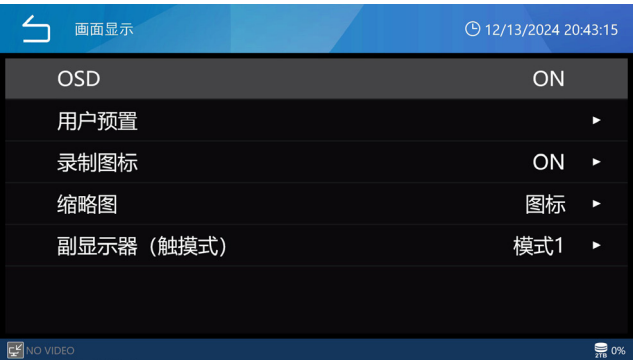 画面显示 12/13/2024 20:43:15
OSD ON
用户预置
录制图标 ON
缩略图 图标
副显示器（触摸式） 模式1
NO VIDEO 2TB 0%